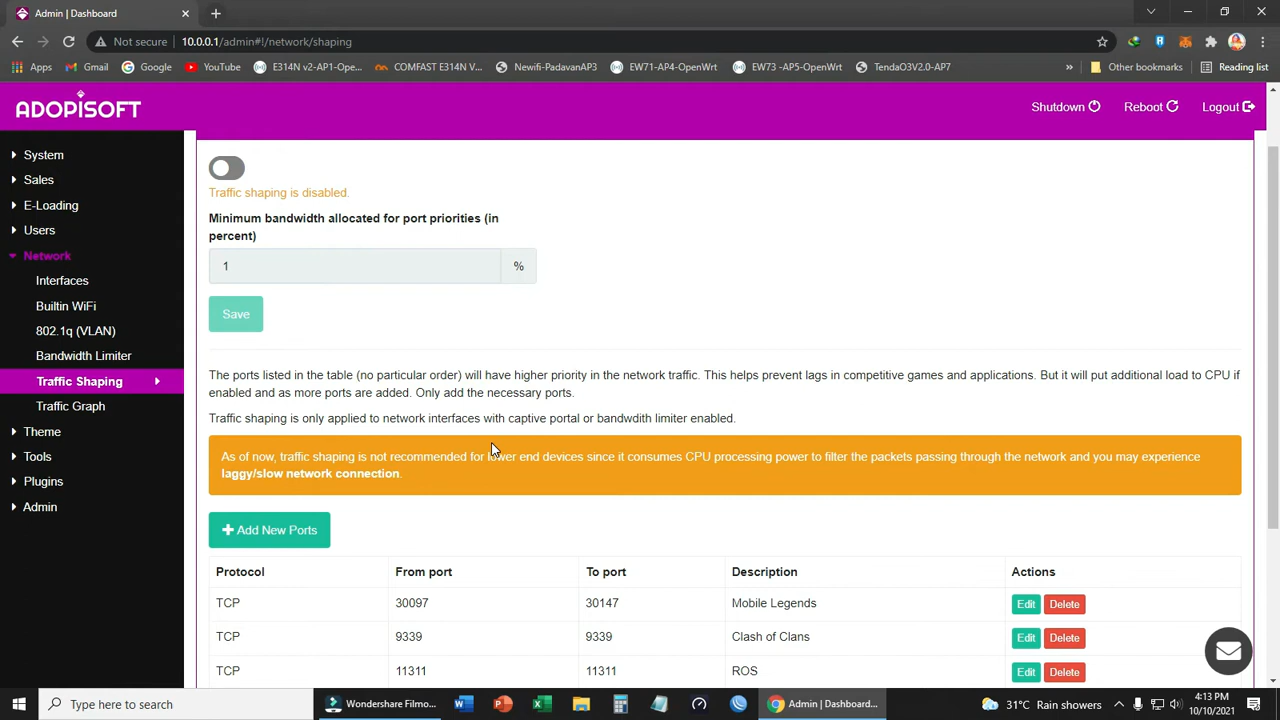 Admin | Dashboard
Not secure | 10.0.0.1/admin#!/network/shaping
Apps Gmail Google YouTube E314N v2-AP1-Ope... COMFAST E314N V... Newifi-PadavanAP3 EW71-AP4-OpenWrt EW73 -AP5-OpenWrt TendaO3V2.0-AP7 » Other bookmarks Reading list
ADOPISOFT Shutdown Reboot Logout
System
Sales
E-Loading
Users
Network
Interfaces
Builtin WiFi
802.1q (VLAN)
Bandwidth Limiter
Traffic Shaping
Traffic Graph
Theme
Tools
Plugins
Admin
Traffic shaping is disabled.
Minimum bandwidth allocated for port priorities (in
percent)
1 %
Save
The ports listed in the table (no particular order) will have higher priority in the network traffic. This helps prevent lags in competitive games and applications. But it will put additional load to CPU if
enabled and as more ports are added. Only add the necessary ports.
Traffic shaping is only applied to network interfaces with captive portal or bandwdith limiter enabled.
As of now, traffic shaping is not recommended for lower end devices since it consumes CPU processing power to filter the packets passing through the network and you may experience
laggy/slow network connection.
+ Add New Ports
Protocol From port To port Description Actions
TCP 30097 30147 Mobile Legends Edit Delete
TCP 9339 9339 Clash of Clans Edit Delete
TCP 11311 11311 ROS Edit Delete
Type here to search Wondershare Filmo... Admin | Dashboard... 31°C Rain showers 4:13 PM
10/10/2021